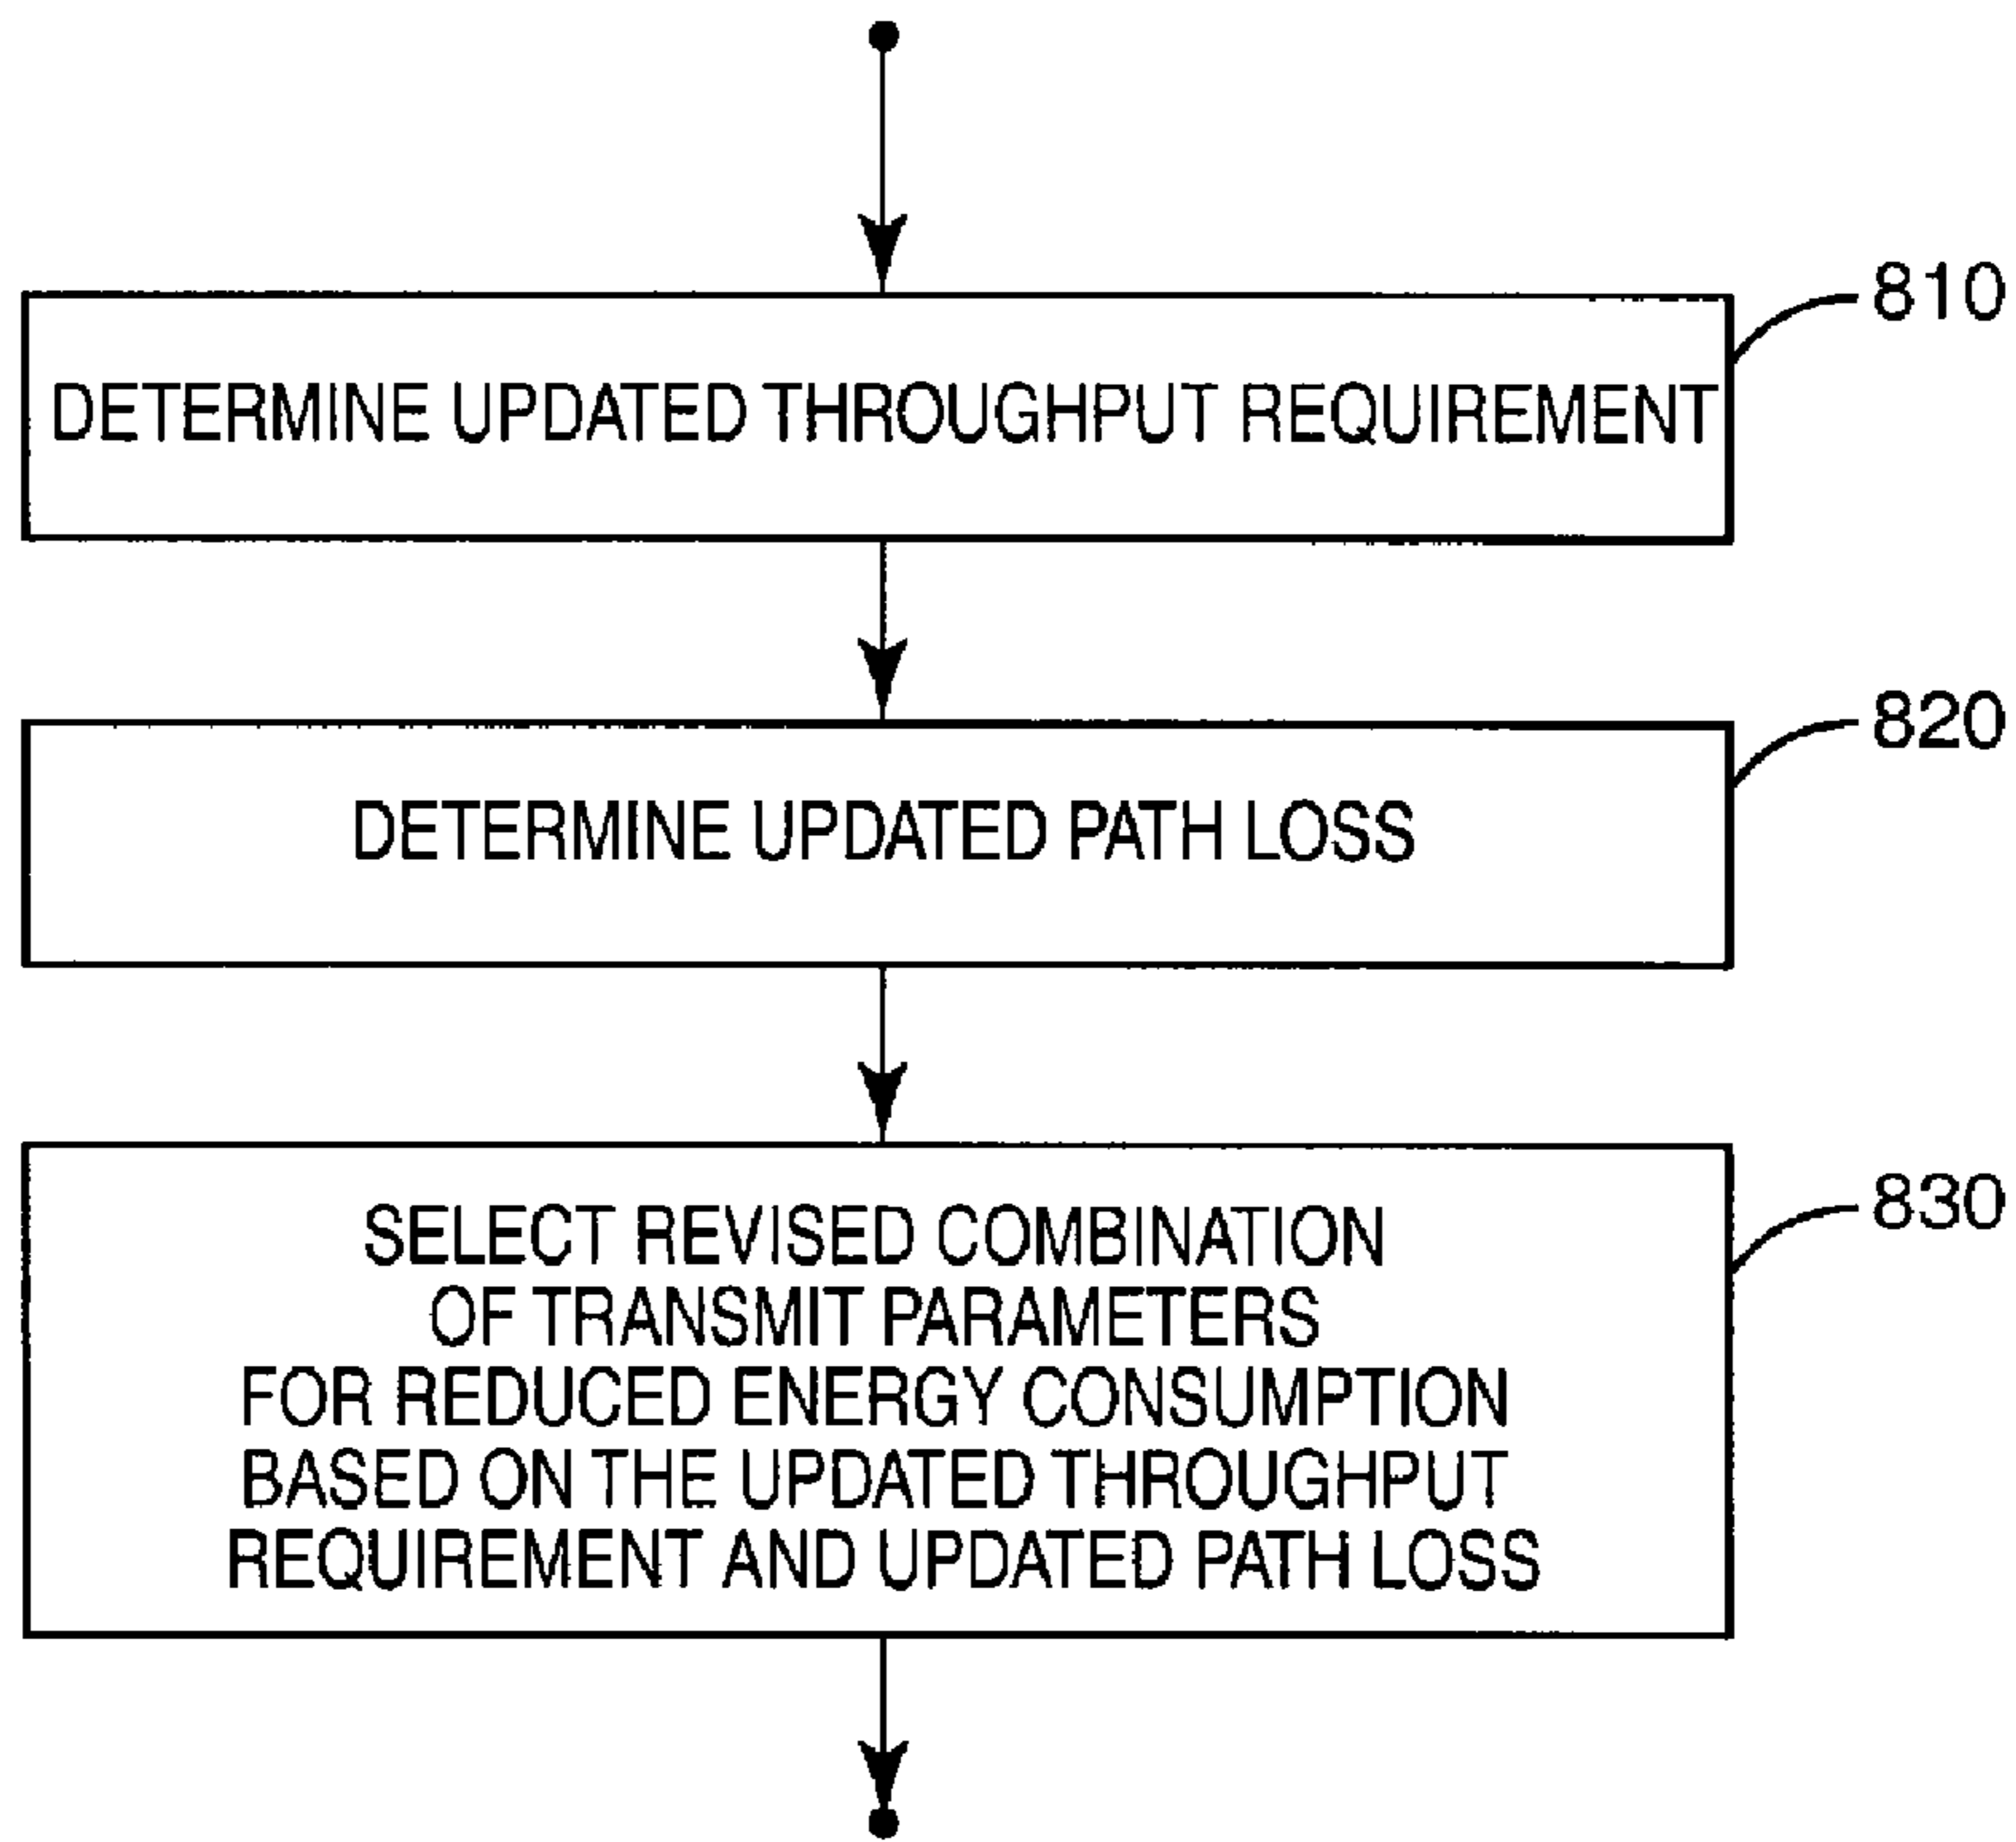 810
DETERMINE UPDATED THROUGHPUT REQUIREMENT
820
DETERMINE UPDATED PATH LOSS
830
SELECT REVISED COMBINATION
OF TRANSMIT PARAMETERS
FOR REDUCED ENERGY CONSUMPTION
BASED ON THE UPDATED THROUGHPUT
REQUIREMENT AND UPDATED PATH LOSS